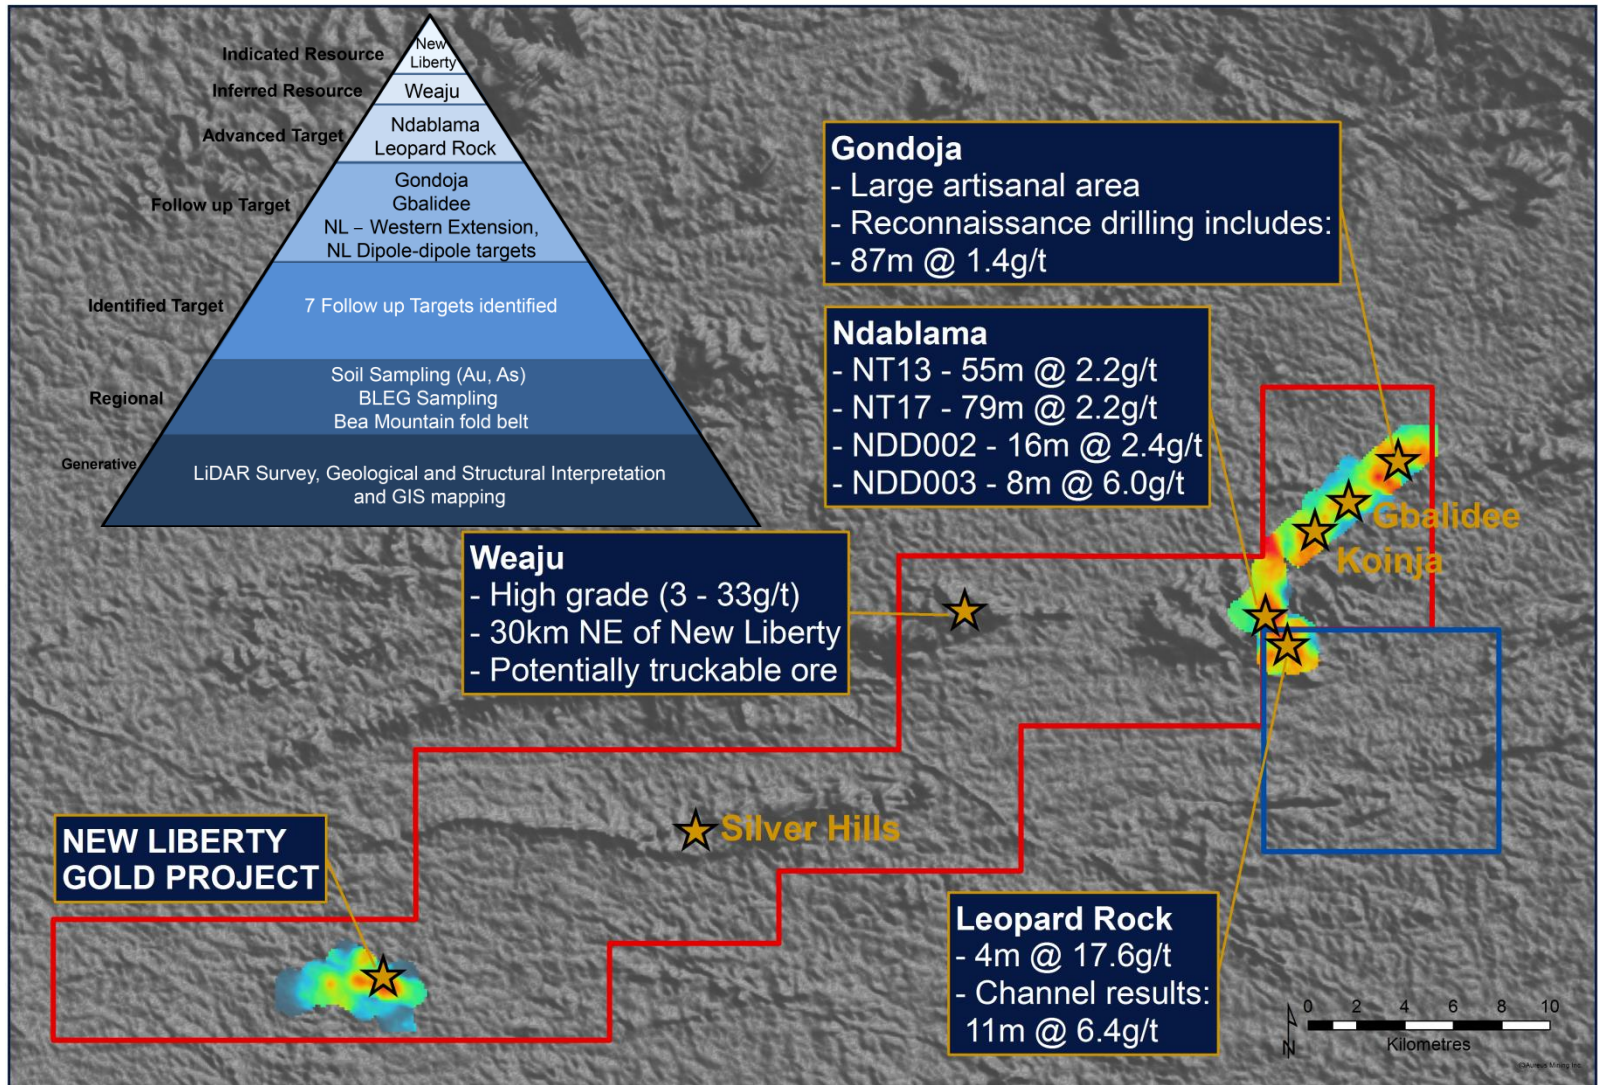 Indicated Resource
New
Liberty
Inferred Resource
Weaju
Advanced Target
Ndablama
Leopard Rock
Follow up Target
Gondoja
Gbalidee
NL – Western Extension,
NL Dipole-dipole targets
Identified Target
7 Follow up Targets identified
Regional
Soil Sampling (Au, As)
BLEG Sampling
Bea Mountain fold belt
Generative
LiDAR Survey, Geological and Structural Interpretation
and GIS mapping
Gondoja
- Large artisanal area
- Reconnaissance drilling includes:
- 87m @ 1.4g/t
Ndablama
- NT13 - 55m @ 2.2g/t
- NT17 - 79m @ 2.2g/t
- NDD002 - 16m @ 2.4g/t
- NDD003 - 8m @ 6.0g/t
Gbalidee
Koinja
Weaju
- High grade (3 - 33g/t)
- 30km NE of New Liberty
- Potentially truckable ore
Silver Hills
NEW LIBERTY
GOLD PROJECT
Leopard Rock
- 4m @ 17.6g/t
- Channel results:
11m @ 6.4g/t
N
0 2 4 6 8 10
Kilometres
©Aureus Mining Inc.